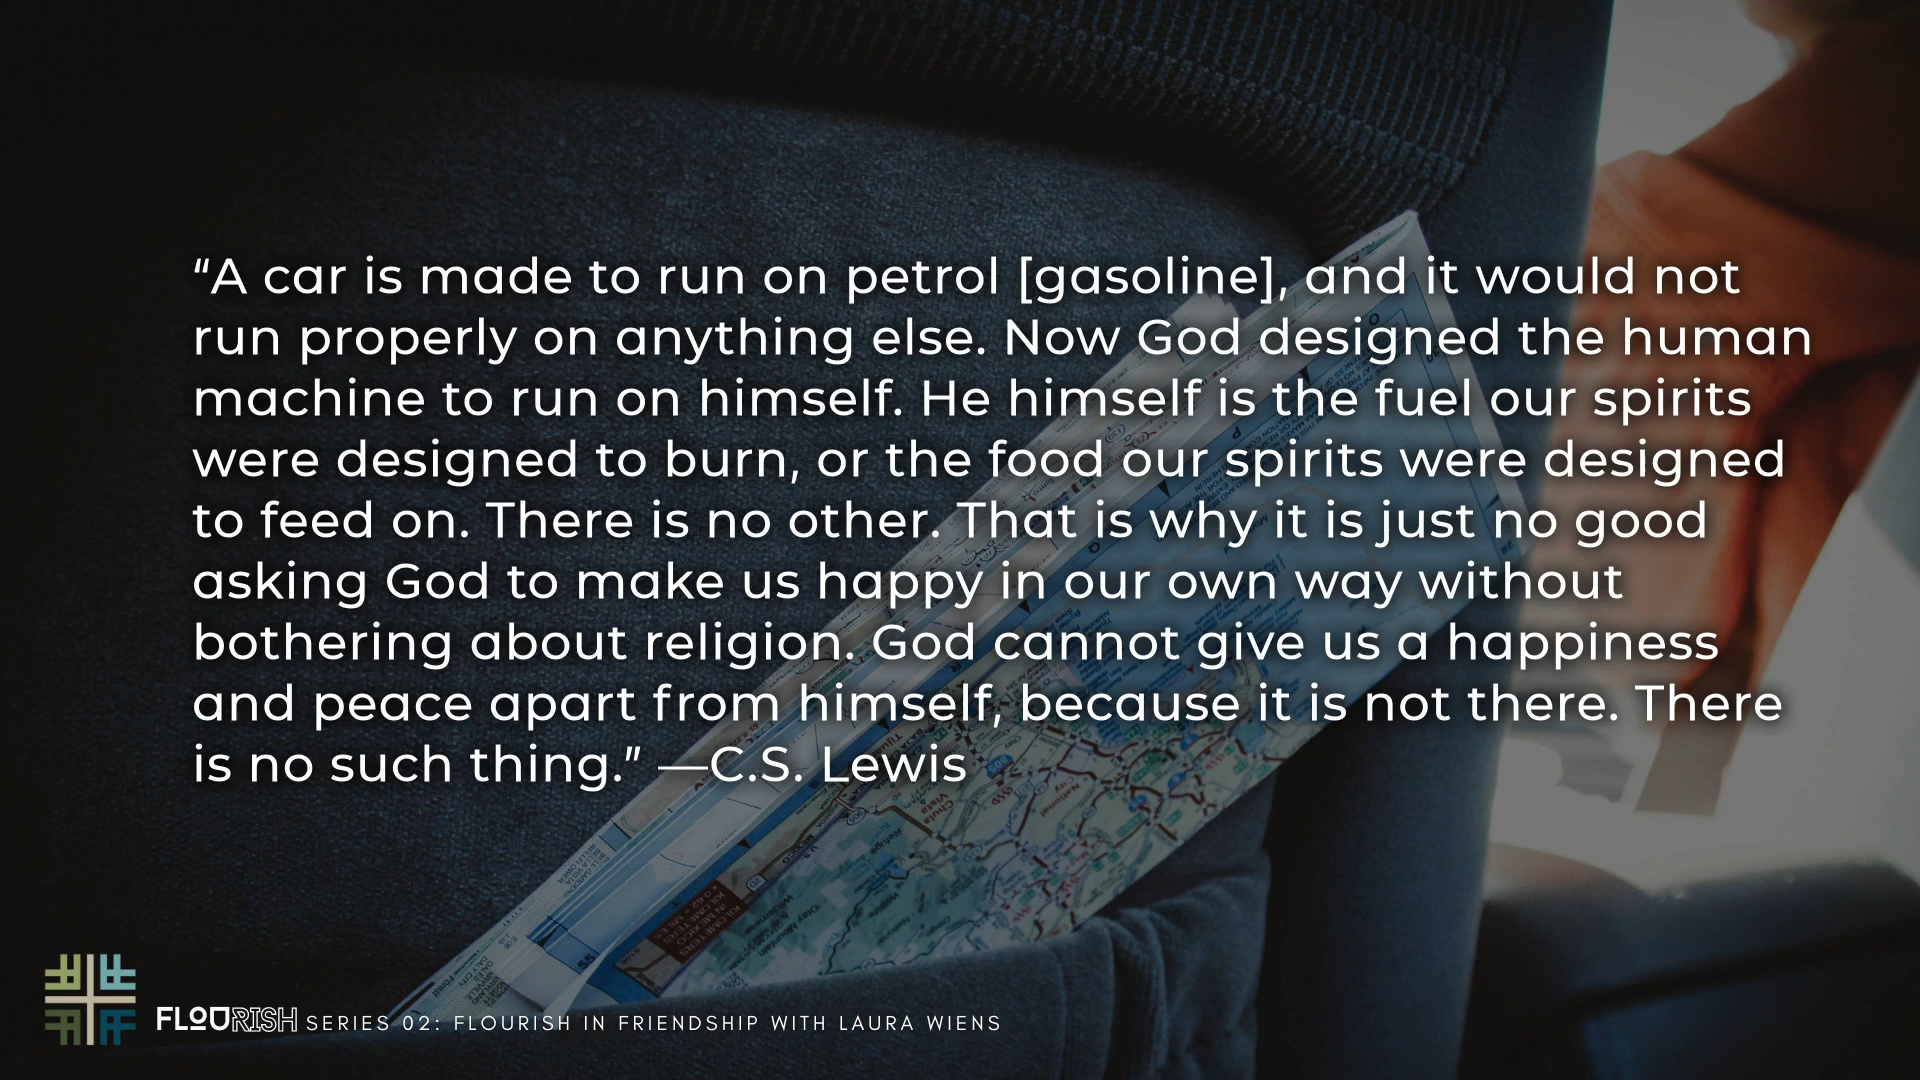 “A car is made to run on petrol [gasoline], and it would not
run properly on anything else. Now God designed the human
machine to run on himself. He himself is the fuel our spirits
were designed to burn, or the food our spirits were designed
to feed on. There is no other. That is why it is just no good
asking God to make us happy in our own way without
bothering about religion. God cannot give us a happiness
and peace apart from himself, because it is not there. There
is no such thing.” —C.S. Lewis
FLOURISH SERIES 02: FLOURISH IN FRIENDSHIP WITH LAURA WIENS